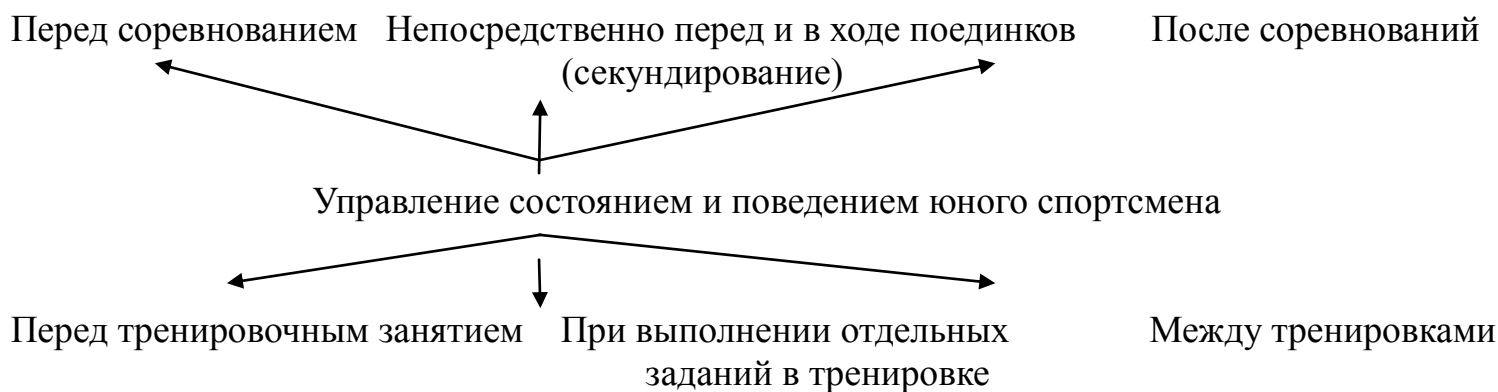 Перед соревнованием Непосредственно перед и в ходе поединков После соревнований
(секундирование)
Управление состоянием и поведением юного спортсмена
Перед тренировочным занятием При выполнении отдельных Между тренировками
заданий в тренировке